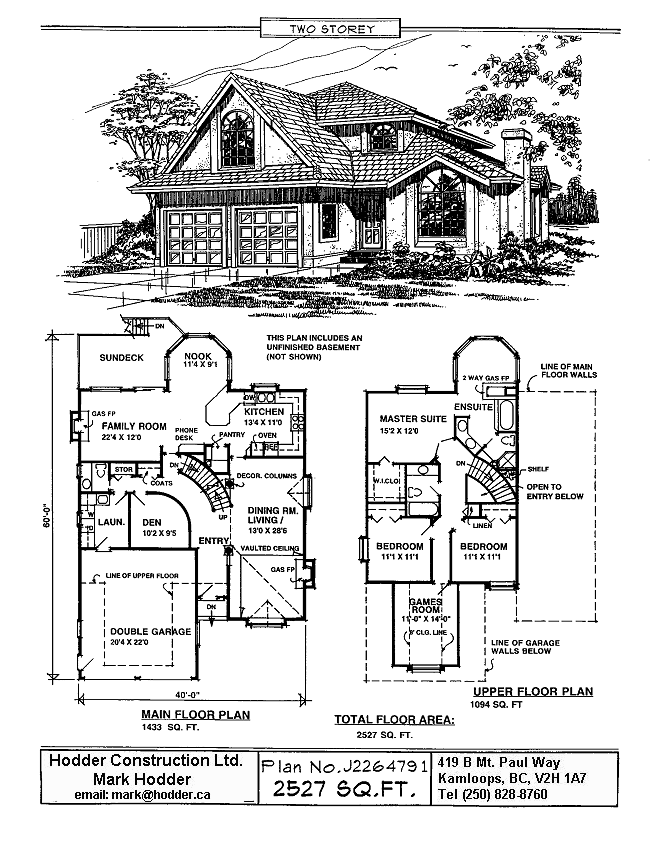 TWO STOREY
DN
SUNDECK
NOOK
11'4 X 9'1
THIS PLAN INCLUDES AN
UNFINISHED BASEMENT
(NOT SHOWN)
GAS FP
FAMILY ROOM
22'4 X 12'0
PHONE
DESK
DW
KITCHEN
13'4 X 11'0
PANTRY
OVEN
REF
STOR
COATS
DN
DECOR. COLUMNS
UP
W
LAUN.
DEN
10'2 X 9'5
DINING RM.
LIVING /
13'0 X 28'6
ENTRY
VAULTED CEILING
GAS FP
LINE OF UPPER FLOOR
DN
DOUBLE GARAGE
20'4 X 22'0
60'-0"
40'-0"
MAIN FLOOR PLAN
1433 SQ. FT.
2 WAY GAS FP
LINE OF MAIN
FLOOR WALLS
MASTER SUITE
15'2 X 12'0
ENSUITE
W.I.CLO
DN
SHELF
OPEN TO
ENTRY BELOW
LINEN
BEDROOM
11'1 X 11'1
BEDROOM
11'1 X 11'1
GAMES
ROOM
11'-0" X 14'-0"
8' CLG. LINE
LINE OF GARAGE
WALLS BELOW
UPPER FLOOR PLAN
1094 SQ. FT
TOTAL FLOOR AREA:
2527 SQ. FT.
Hodder Construction Ltd.
Mark Hodder
email: mark@hodder.ca
Plan No. J2264791
2527 SQ.FT.
419 B Mt. Paul Way
Kamloops, BC, V2H 1A7
Tel (250) 828-8760